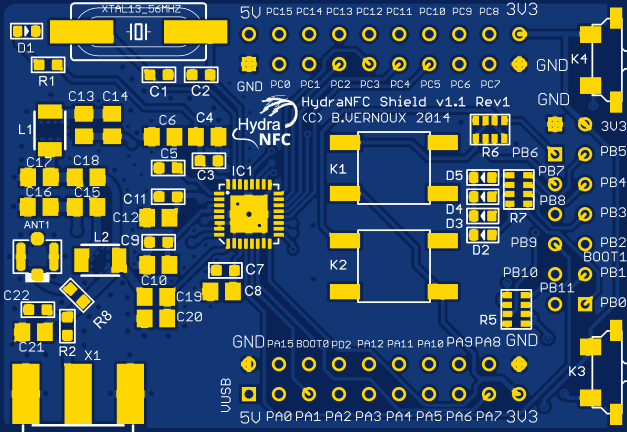 XTAL13_56MHZ
5V PC15 PC14 PC13 PC12 PC11 PC10 PC9 PC8 3V3
D1
K4
R1
GND
C1 C2
GND PC0 PC1 PC2 PC3 PC4 PC5 PC6 PC7
GND
C13 C14
HydraNFC Shield v1.1 Rev1
(C) B.VERNOUX 2014
Hydra
NFC
L1
C6 C4
3V3
R6
PB6
PB5
C5
C3
IC1
K1
C17 C18
PB7
D5
PB4
C16 C15
C11
PB8
D4
R7
PB3
C12
D3
ANT1
L2
C9
D2
PB9
PB2
BOOT1
K2
C7
PB10
PB1
C10
C22
C19
C8
PB11
PB0
R8
C20
R5
C21
R2
X1
GND PA15 BOOT0 PD2 PA12 PA11 PA10 PA9 PA8 GND
K3
VUSB
5V PA0 PA1 PA2 PA3 PA4 PA5 PA6 PA7 3V3